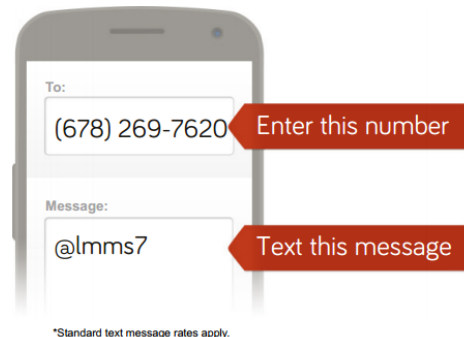 To:
(678) 269-7620
Enter this number
Message:
@lmms7
Text this message
*Standard text message rates apply.